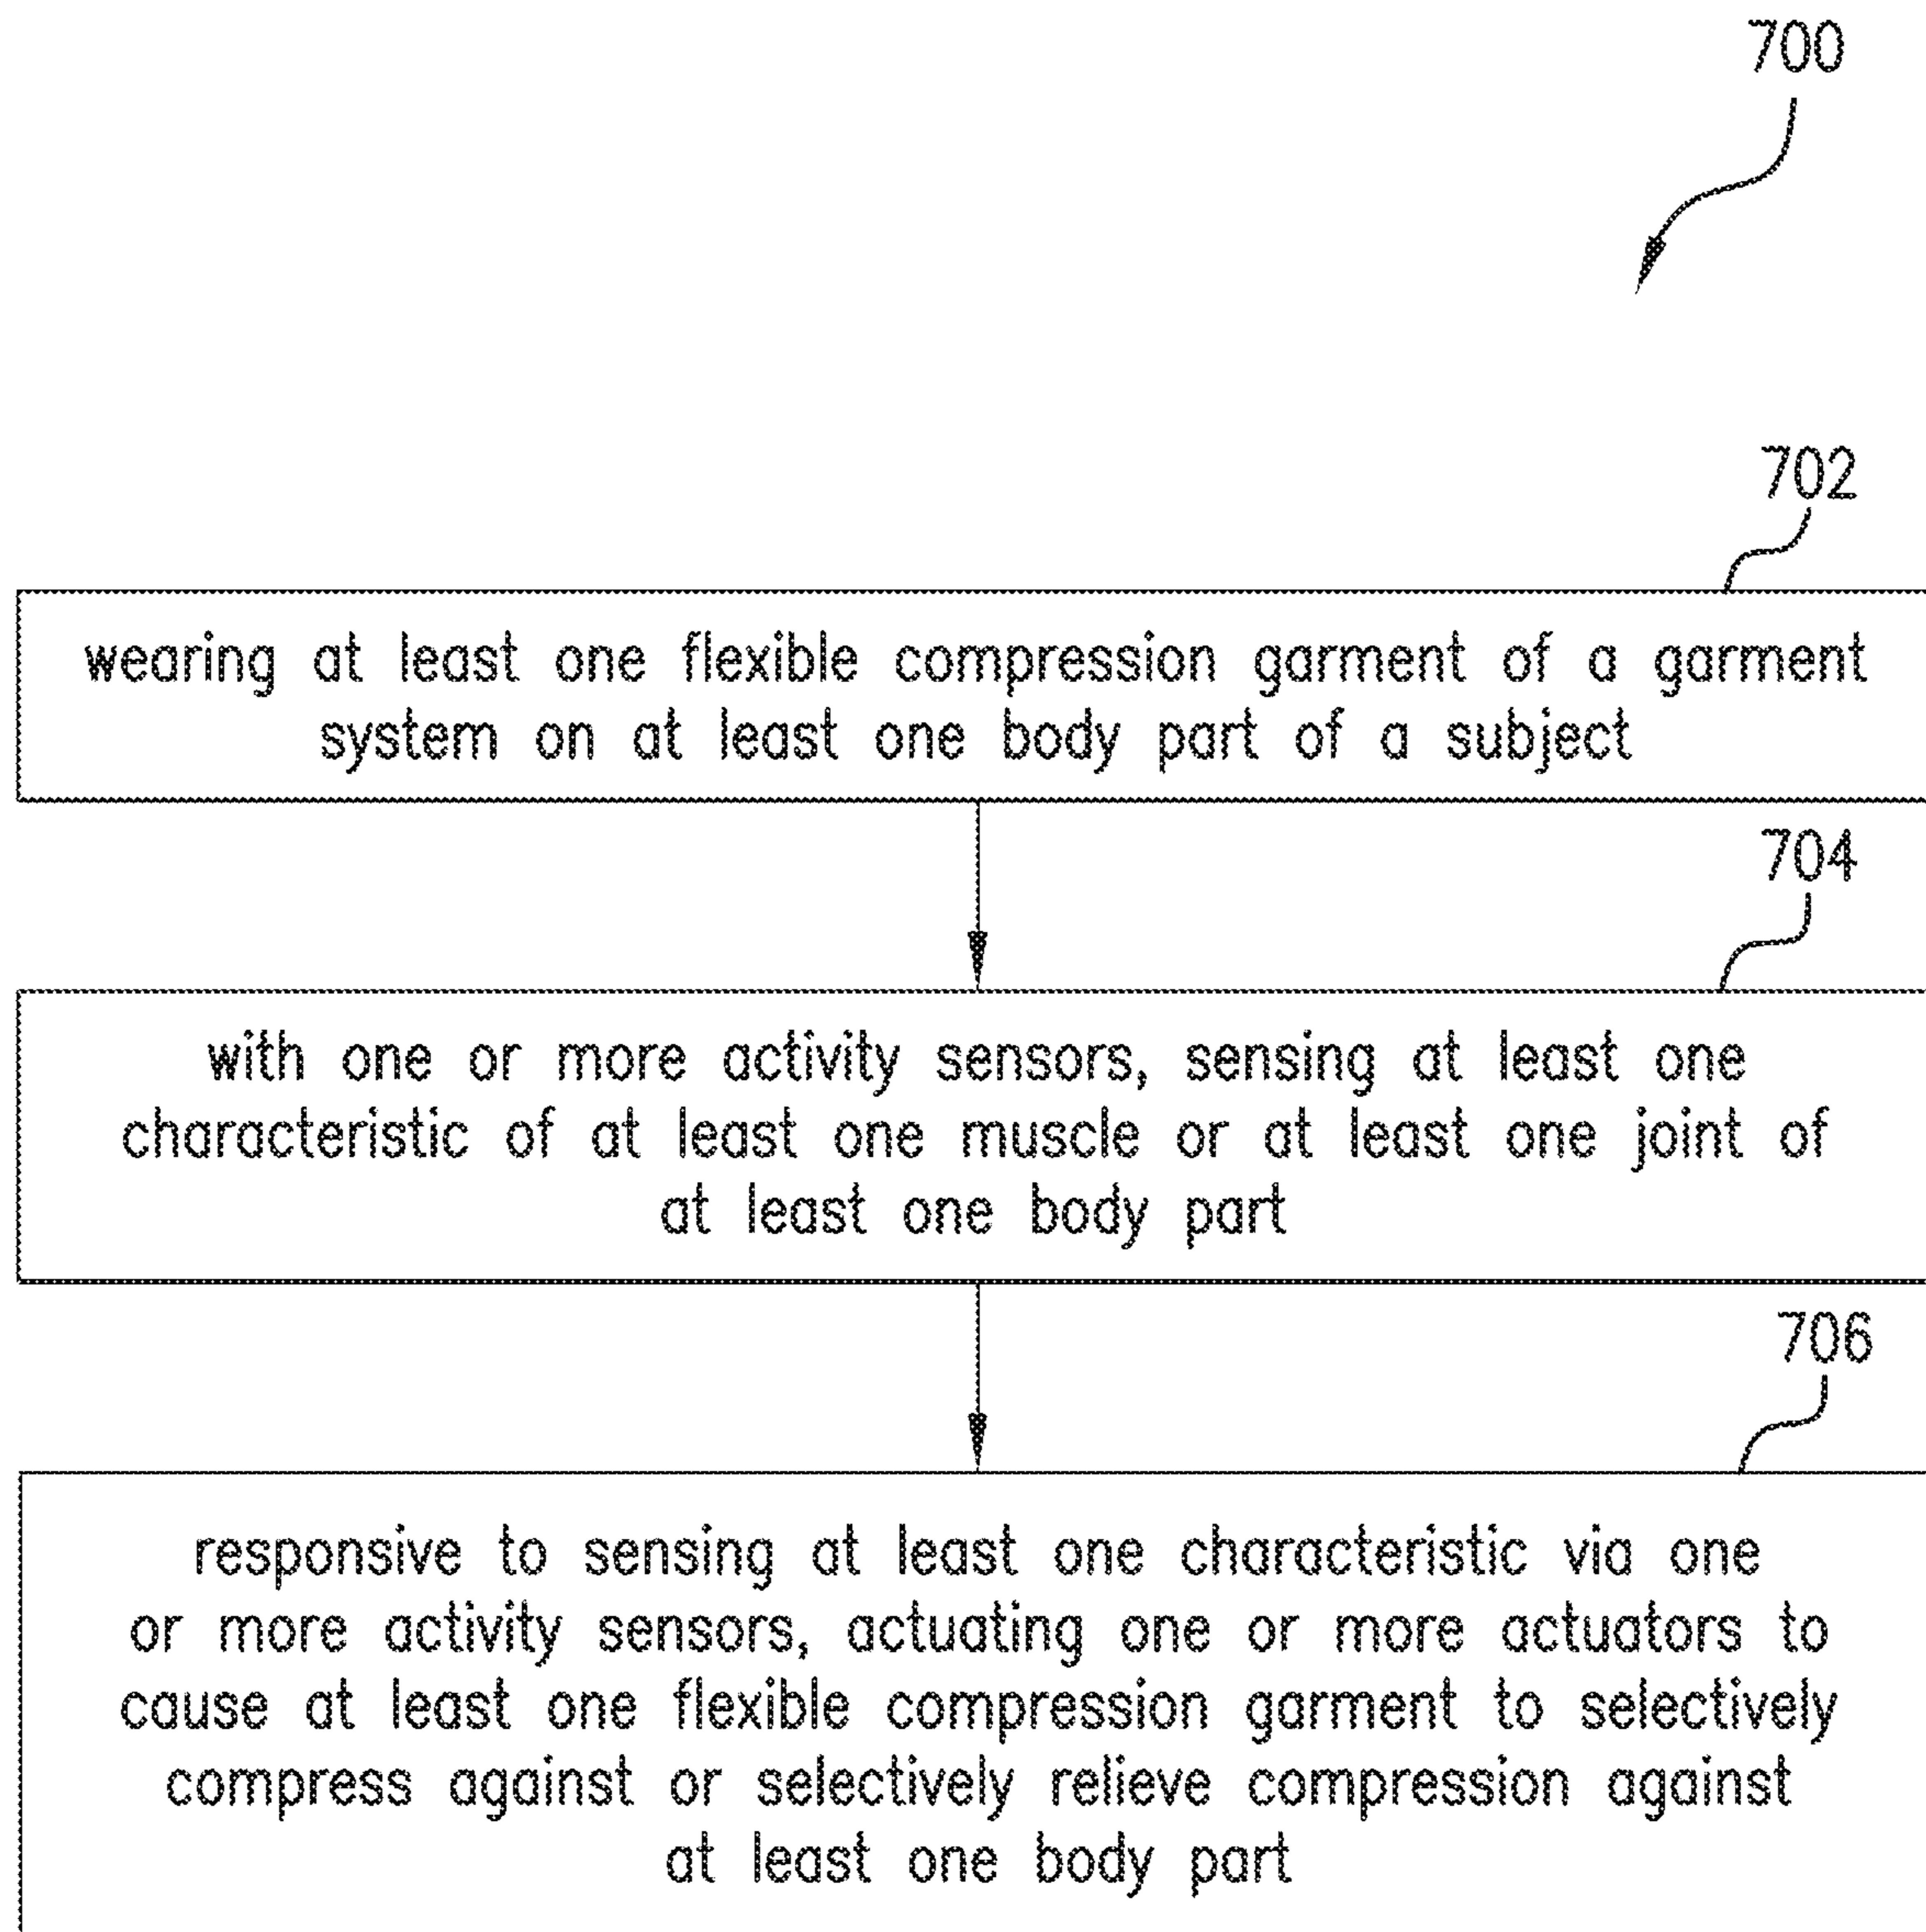 700
702
wearing at least one flexible compression garment of a garment
system on at least one body part of a subject
704
with one or more activity sensors, sensing at least one
characteristic of at least one muscle or at least one joint of
at least one body part
706
responsive to sensing at least one characteristic via one
or more activity sensors, actuating one or more actuators to
cause at least one flexible compression garment to selectively
compress against or selectively relieve compression against
at least one body part